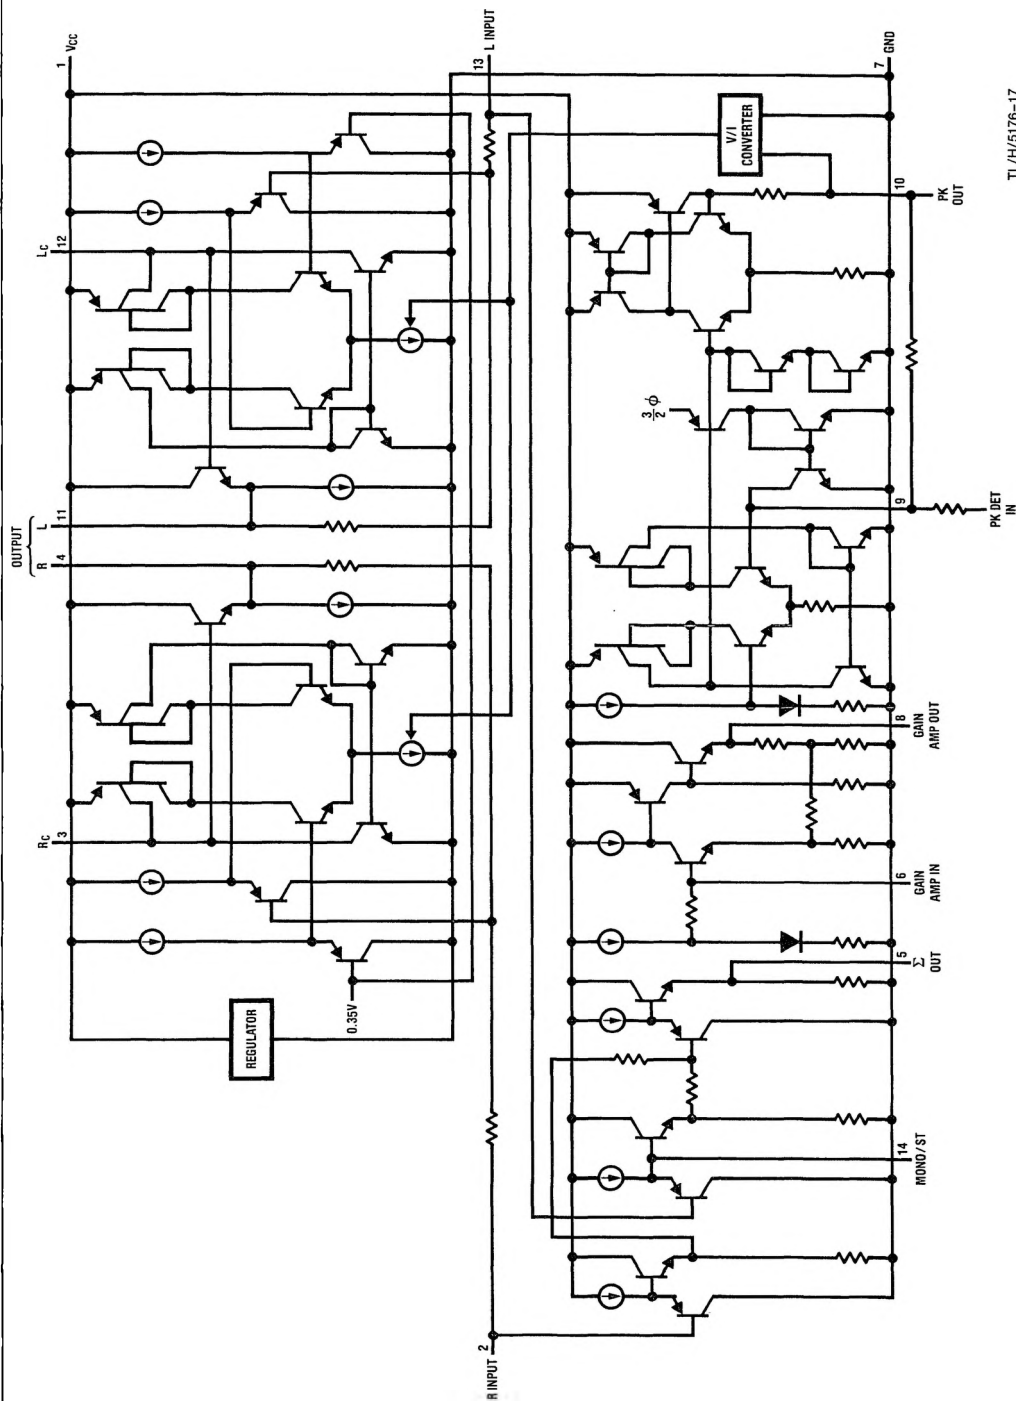 1 VCC
LC 12
OUTPUT
L 11
R 4
RC 3
REGULATOR
0.35V
13 L INPUT
2 R INPUT
V/I
CONVERTER
7 GND
10
PK
OUT
3/2 ϕ
9
PK DET
IN
8
GAIN
AMP OUT
6
GAIN
AMP IN
5
Σ
OUT
14
MONO/ST
TL/H/5176–17